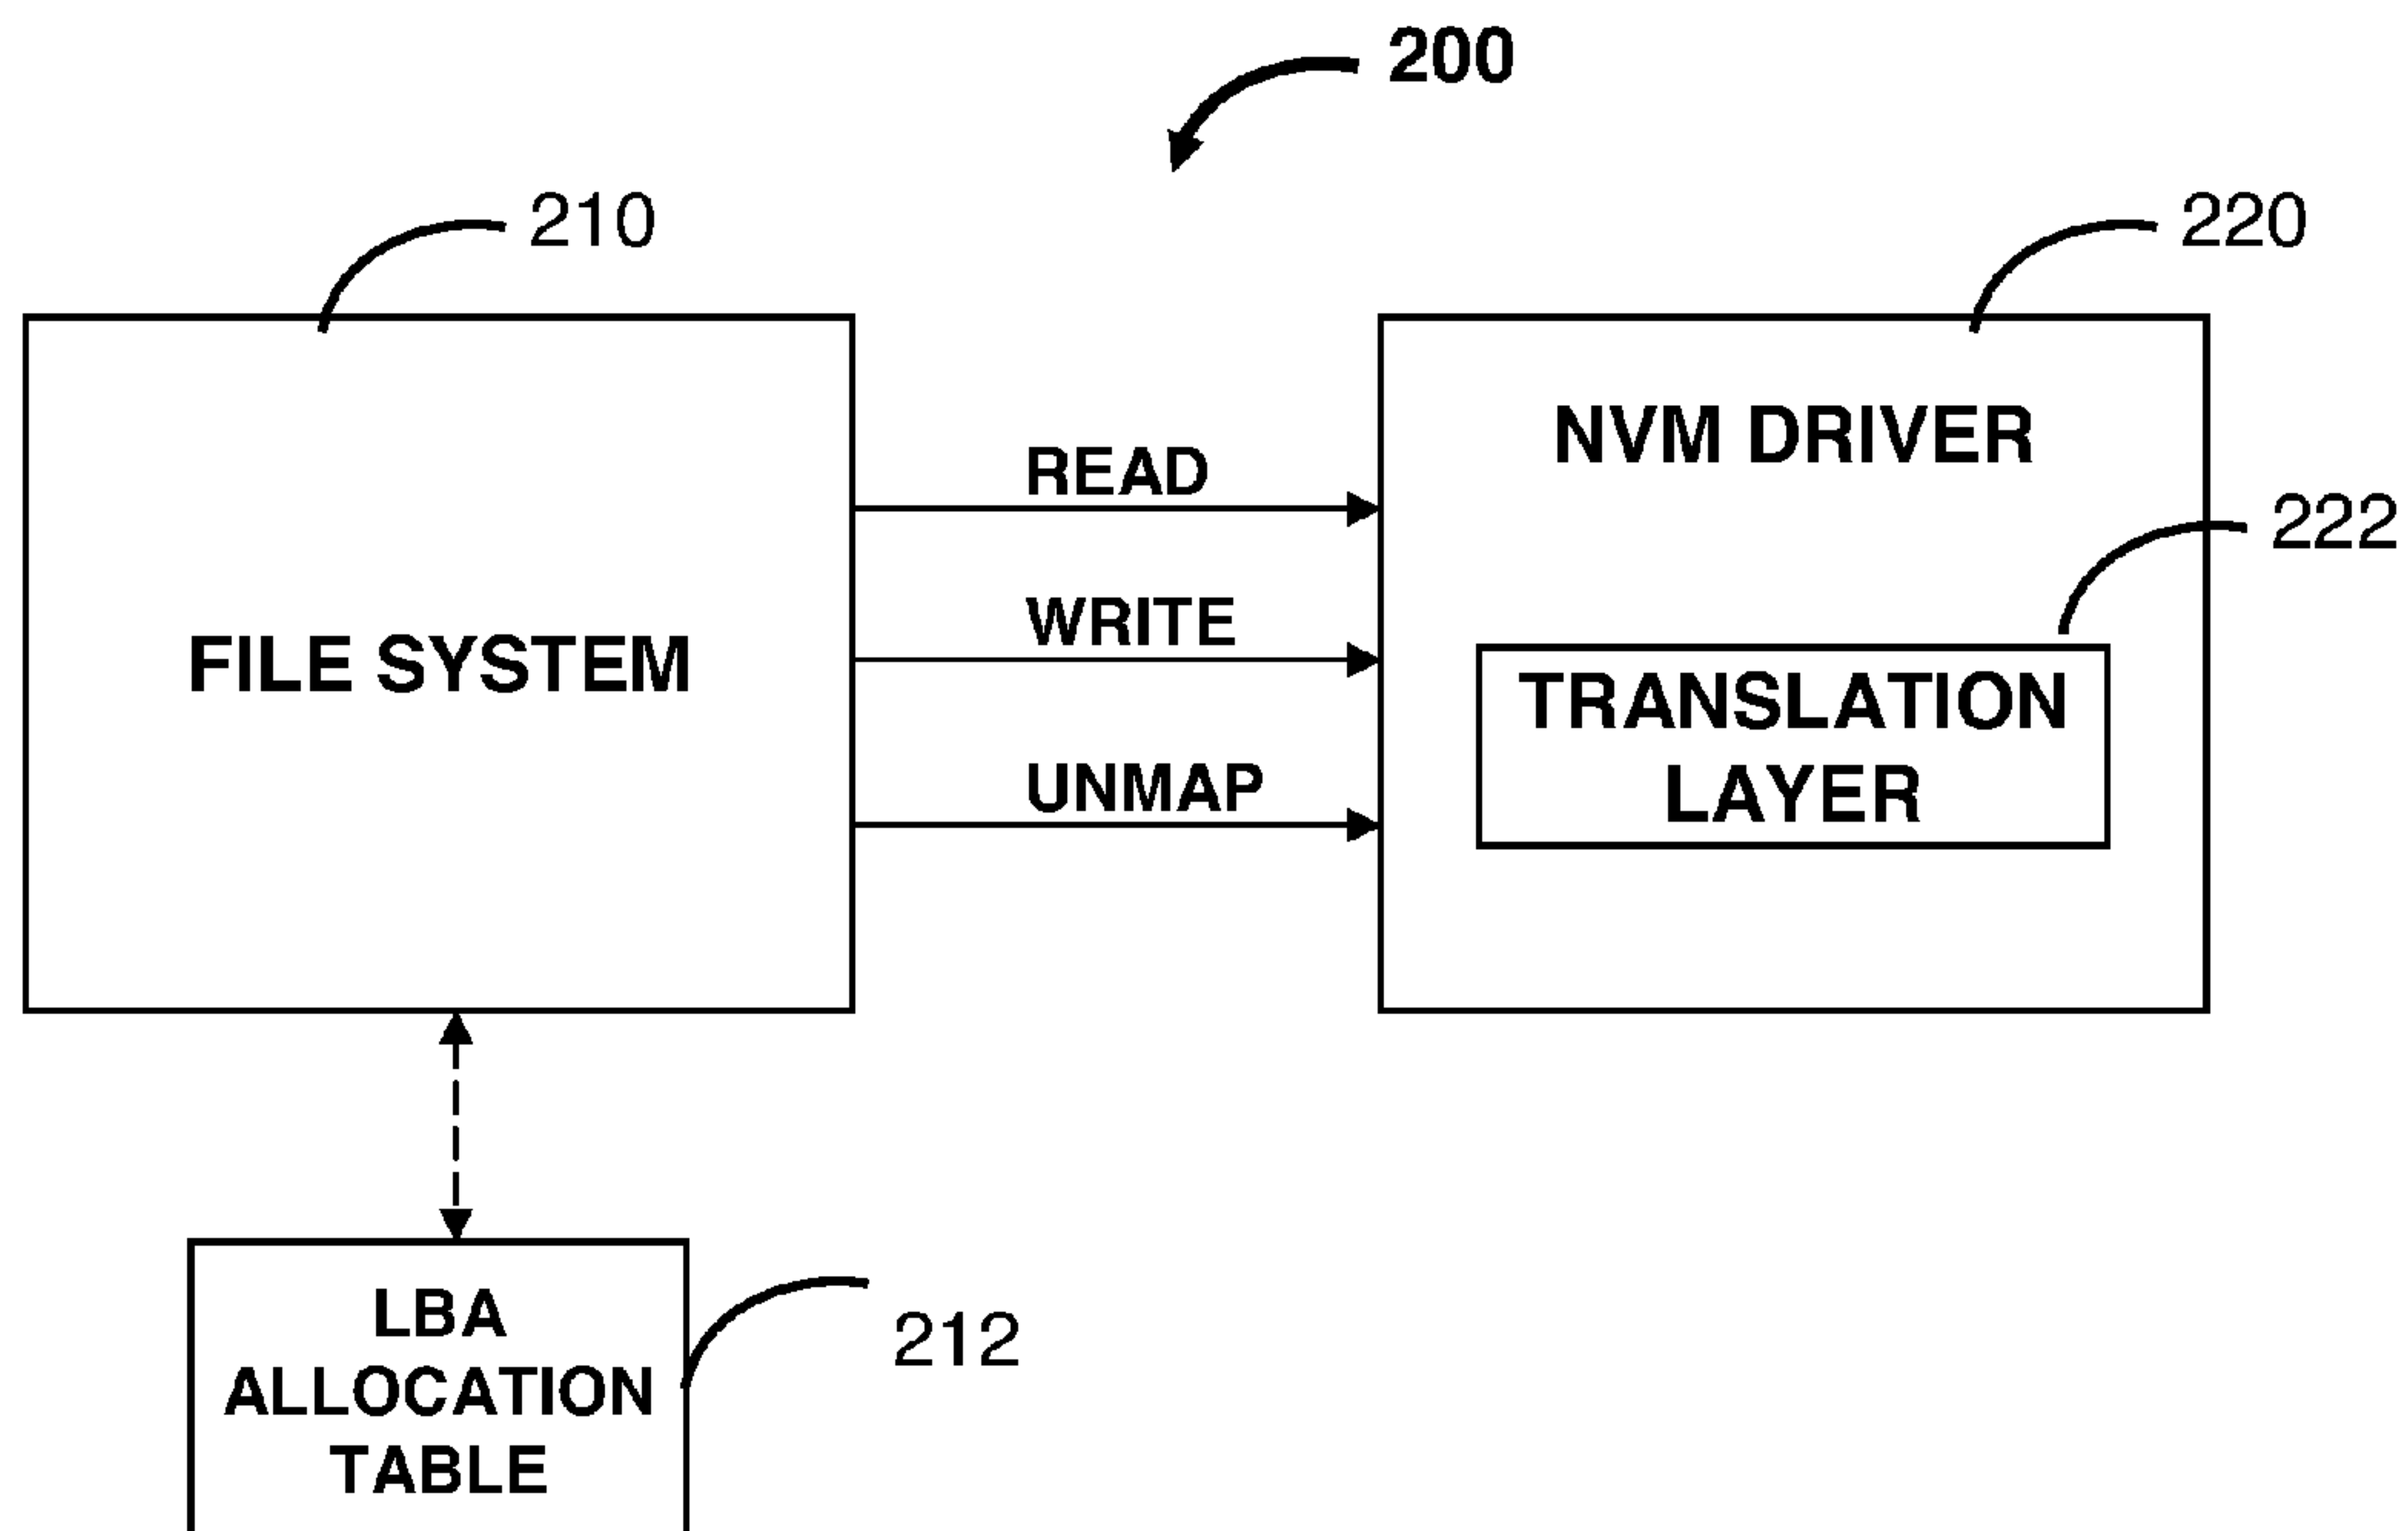 200
210
220
NVM DRIVER
READ
222
WRITE
FILE SYSTEM
TRANSLATION
LAYER
UNMAP
LBA
212
ALLOCATION
TABLE